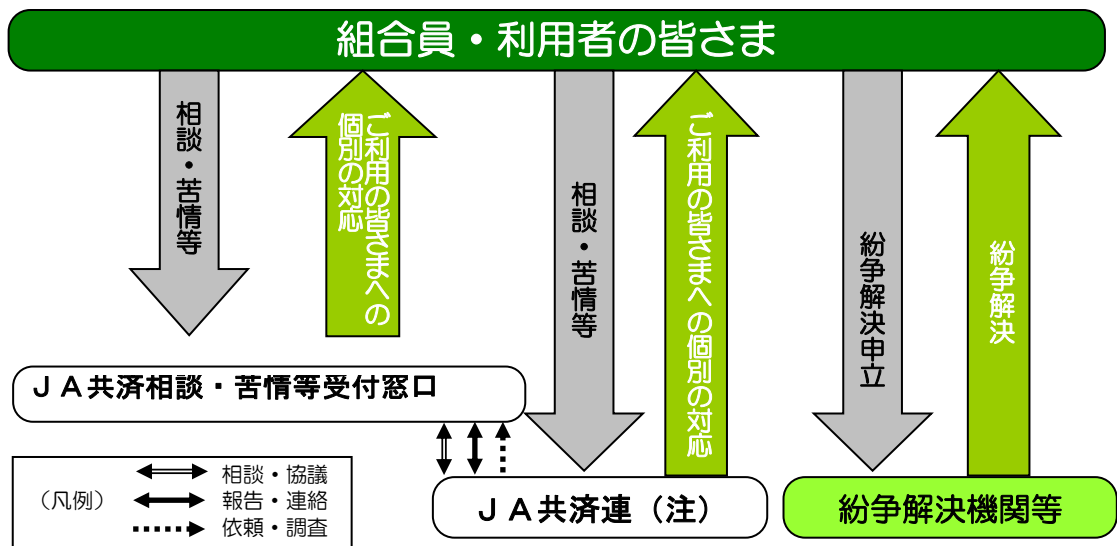 組合員・利用者の皆さま
相談・苦情等
ご利用の皆さまへの
個別の対応
相談・苦情等
ご利用の皆さまへの個別の対応
紛争解決申立
紛争解決
ＪＡ共済相談・苦情等受付窓口
（凡例）
相談・協議
報告・連絡
依頼・調査
ＪＡ共済連（注）
紛争解決機関等